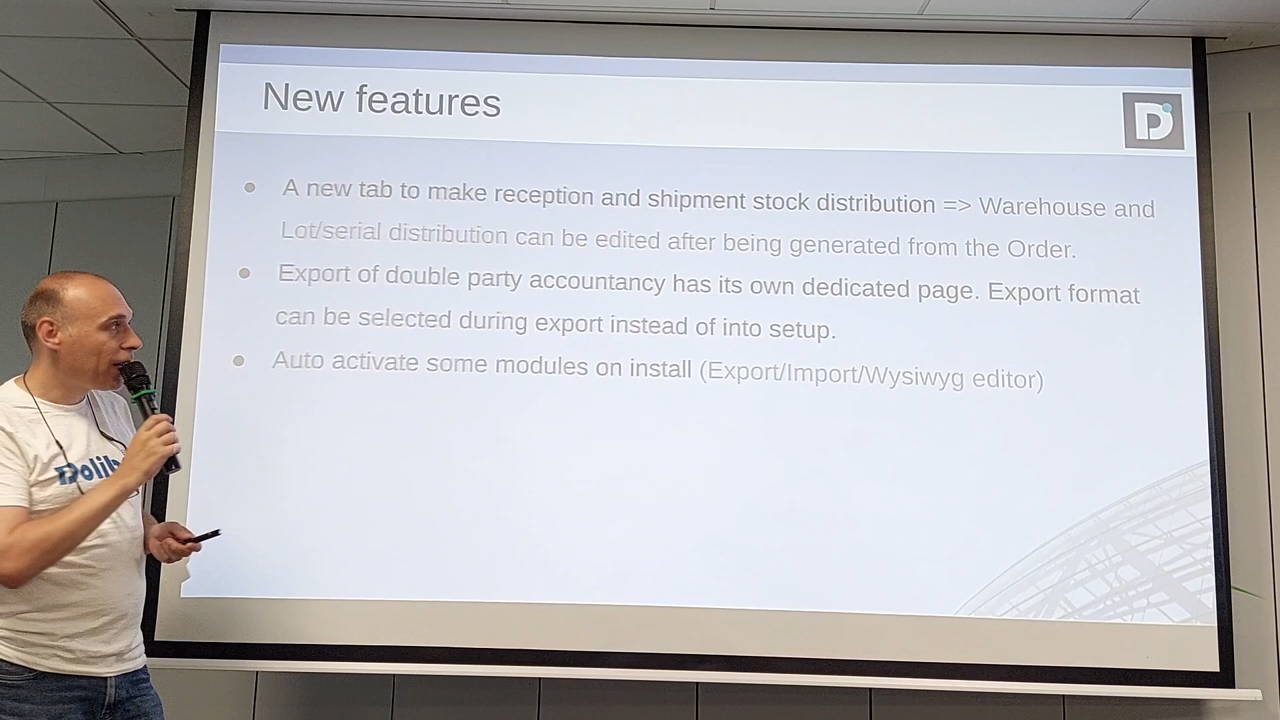 New features
D
A new tab to make reception and shipment stock distribution => Warehouse and
Lot/serial distribution can be edited after being generated from the Order.
Export of double party accountancy has its own dedicated page. Export format
can be selected during export instead of into setup.
Auto activate some modules on install (Export/Import/Wysiwyg editor)
Dolib